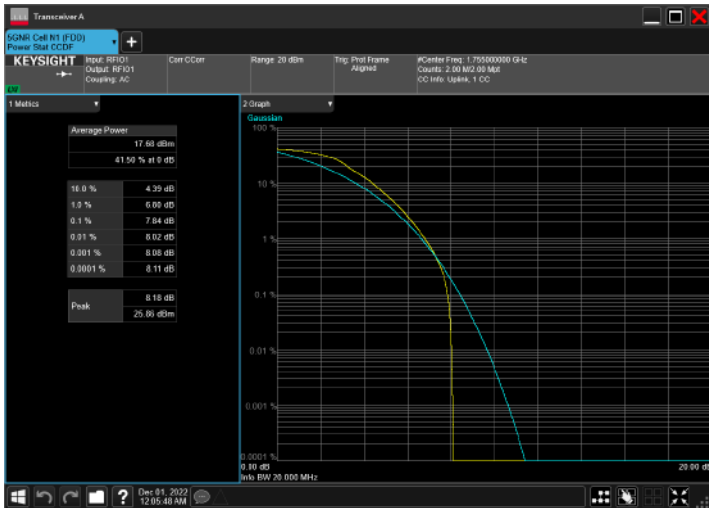 Transceiver A
5GNR Cell N1 (FDD)
Power Stat CCDF
KEYSIGHT
Input: RFIO1
Output: RFIO1
Coupling: AC
Corr CCorr
Range: 20 dBm
Trig: Prot Frame
Aligned
#Center Freq: 1.755000000 GHz
Counts: 2.00 M/2.00 Mpt
CC Info: Uplink, 1 CC
1 Metrics
Average Power
17.68 dBm
41.50 % at 0 dB
10.0 % 4.39 dB
1.0 % 6.80 dB
0.1 % 7.84 dB
0.01 % 8.02 dB
0.001 % 8.08 dB
0.0001 % 8.11 dB
Peak
8.18 dB
25.86 dBm
2 Graph
Gaussian
100 %
10 %
1 %
0.1 %
0.01 %
0.001 %
0.0001 %
0.00 dB
20.00 dB
Info BW 20.000 MHz
?
Dec 01, 2022
12:05:48 AM